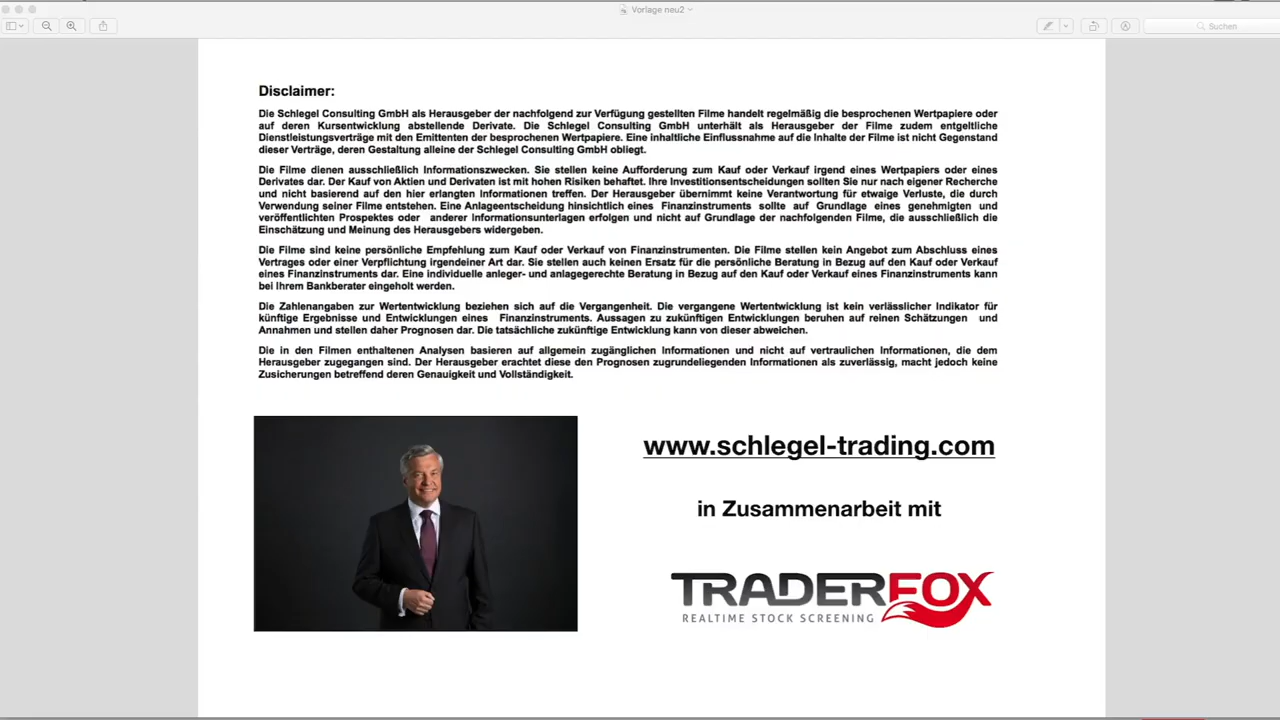 Vorlage neu2
Suchen
Disclaimer:
Die Schlegel Consulting GmbH als Herausgeber der nachfolgend zur Verfügung gestellten Filme handelt regelmäßig die besprochenen Wertpapiere oder
auf deren Kursentwicklung abstellende Derivate. Die Schlegel Consulting GmbH unterhält als Herausgeber der Filme zudem entgeltliche
Dienstleistungsverträge mit den Emittenten der besprochenen Wertpapiere. Eine inhaltliche Einflussnahme auf die Inhalte der Filme ist nicht Gegenstand
dieser Verträge, deren Gestaltung alleine der Schlegel Consulting GmbH obliegt.
Die Filme dienen ausschließlich Informationszwecken. Sie stellen keine Aufforderung zum Kauf oder Verkauf irgend eines Wertpapiers oder eines
Derivates dar. Der Kauf von Aktien und Derivaten ist mit hohen Risiken behaftet. Ihre Investitionsentscheidungen sollten Sie nur nach eigener Recherche
und nicht basierend auf den hier erlangten Informationen treffen. Der Herausgeber übernimmt keine Verantwortung für etwaige Verluste, die durch
Verwendung seiner Filme entstehen. Eine Anlageentscheidung hinsichtlich eines Finanzinstruments sollte auf Grundlage eines genehmigten und
veröffentlichten Prospektes oder anderer Informationsunterlagen erfolgen und nicht auf Grundlage der nachfolgenden Filme, die ausschließlich die
Einschätzung und Meinung des Herausgebers widergeben.
Die Filme sind keine persönliche Empfehlung zum Kauf oder Verkauf von Finanzinstrumenten. Die Filme stellen kein Angebot zum Abschluss eines
Vertrages oder einer Verpflichtung irgendeiner Art dar. Sie stellen auch keinen Ersatz für die persönliche Beratung in Bezug auf den Kauf oder Verkauf
eines Finanzinstruments dar. Eine individuelle anleger- und anlagegerechte Beratung in Bezug auf den Kauf oder Verkauf eines Finanzinstruments kann
bei Ihrem Bankberater eingeholt werden.
Die Zahlenangaben zur Wertentwicklung beziehen sich auf die Vergangenheit. Die vergangene Wertentwicklung ist kein verlässlicher Indikator für
künftige Ergebnisse und Entwicklungen eines Finanzinstruments. Aussagen zu zukünftigen Entwicklungen beruhen auf reinen Schätzungen und
Annahmen und stellen daher Prognosen dar. Die tatsächliche zukünftige Entwicklung kann von dieser abweichen.
Die in den Filmen enthaltenen Analysen basieren auf allgemein zugänglichen Informationen und nicht auf vertraulichen Informationen, die dem
Herausgeber zugegangen sind. Der Herausgeber erachtet diese den Prognosen zugrundeliegenden Informationen als zuverlässig, macht jedoch keine
Zusicherungen betreffend deren Genauigkeit und Vollständigkeit.
www.schlegel-trading.com
in Zusammenarbeit mit
TRADERFOX
REALTIME STOCK SCREENING